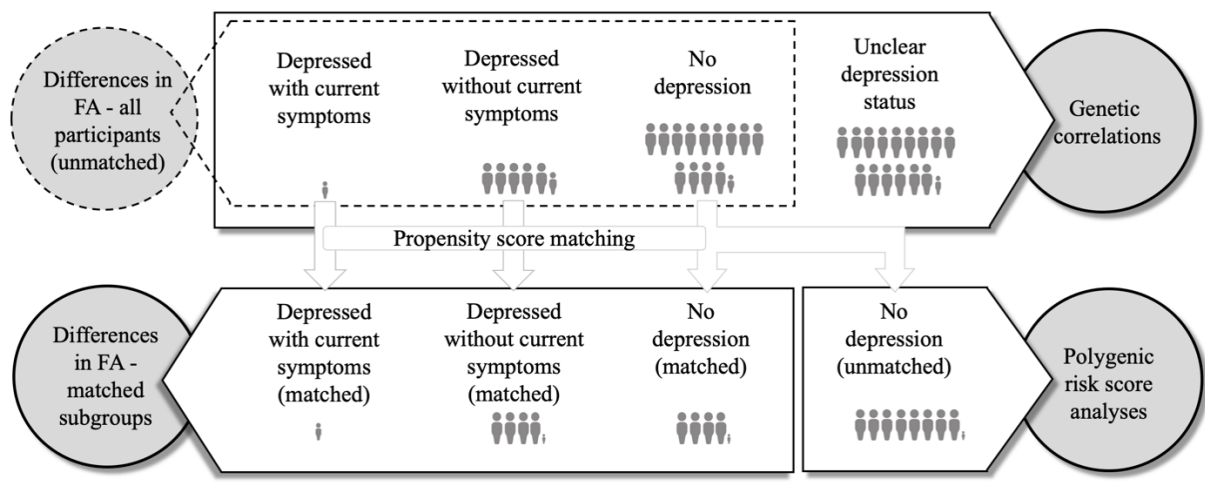 Differences in
FA - all
participants
(unmatched)
Depressed
with current
symptoms
Depressed
without current
symptoms
No
depression
Unclear
depression
status
Genetic
correlations
Propensity score matching
Differences
in FA -
matched
subgroups
Depressed
with current
symptoms
(matched)
Depressed
without current
symptoms
(matched)
No
depression
(matched)
No
depression
(unmatched)
Polygenic
risk score
analyses